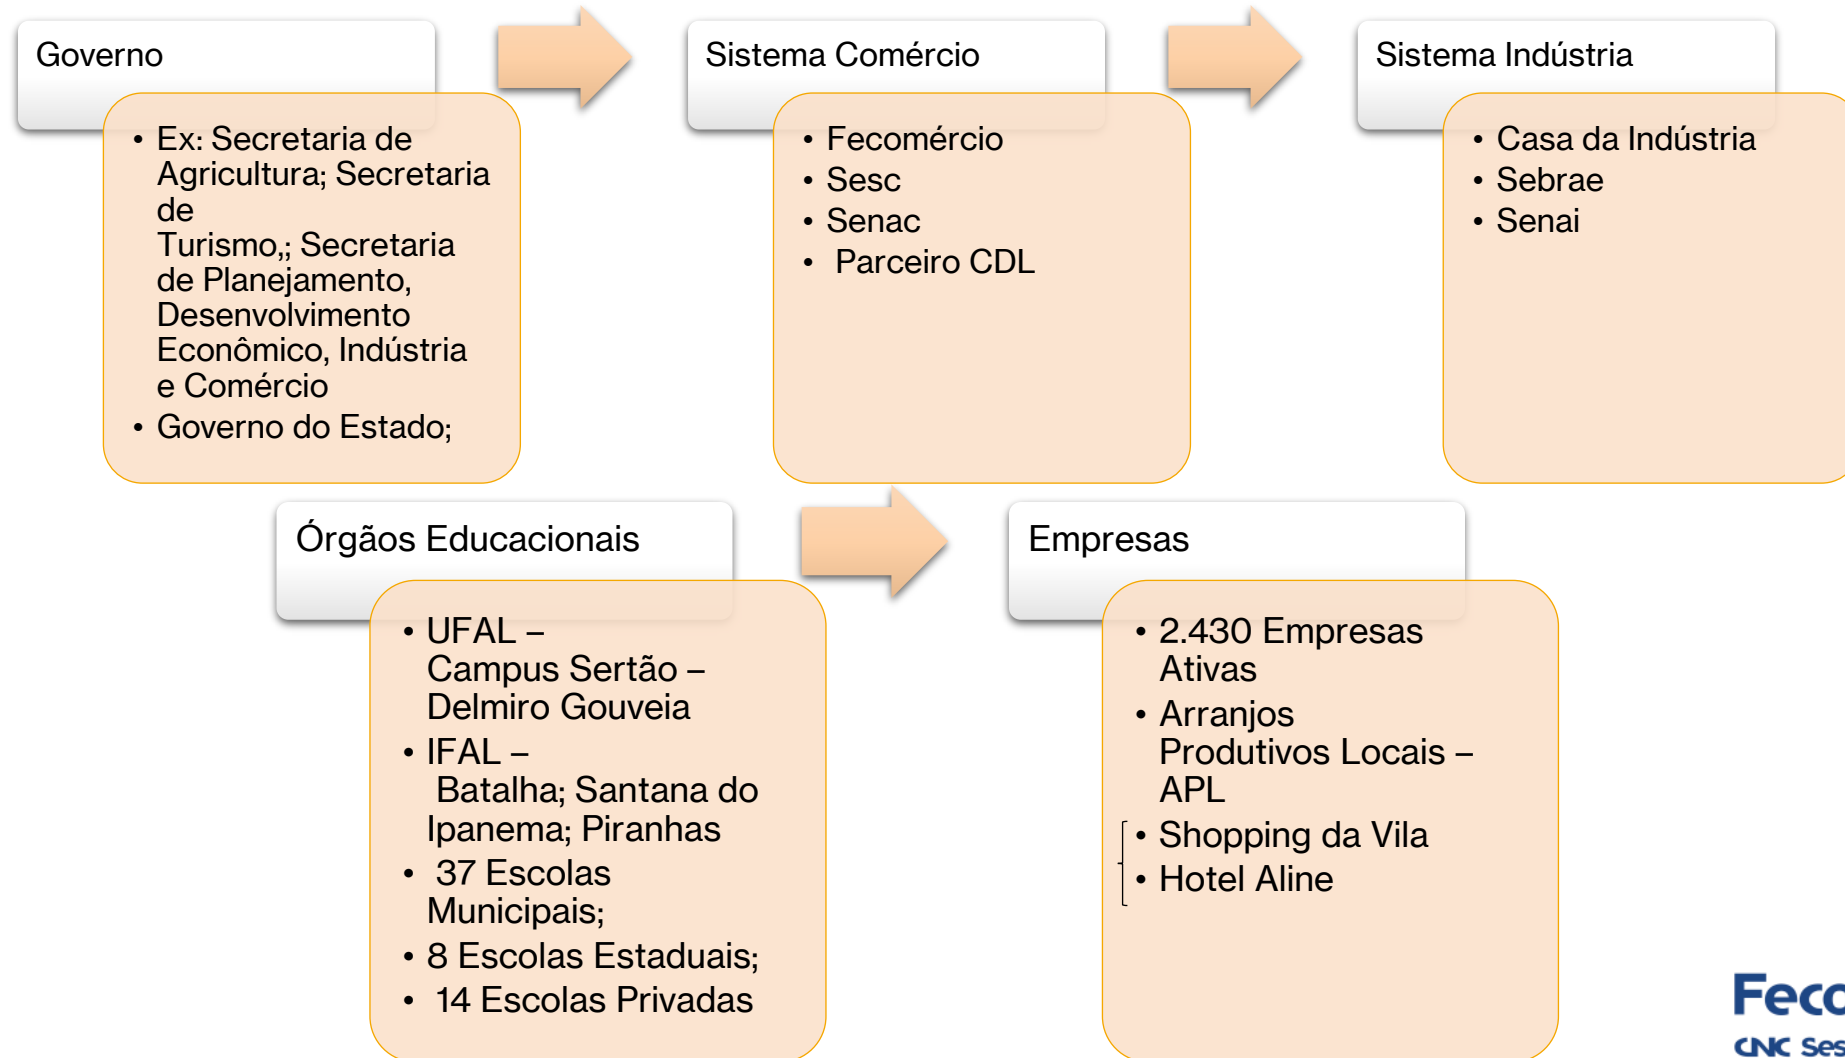 Governo
• Ex: Secretaria de
Agricultura; Secretaria
de
Turismo,; Secretaria
de Planejamento,
Desenvolvimento
Econômico, Indústria
e Comércio
• Governo do Estado;
Sistema Comércio
• Fecomércio
• Sesc
• Senac
• Parceiro CDL
Sistema Indústria
• Casa da Indústria
• Sebrae
• Senai
Órgãos Educacionais
• UFAL –
Campus Sertão –
Delmiro Gouveia
• IFAL –
Batalha; Santana do
Ipanema; Piranhas
• 37 Escolas
Municipais;
• 8 Escolas Estaduais;
• 14 Escolas Privadas
Empresas
• 2.430 Empresas
Ativas
• Arranjos
Produtivos Locais –
APL
• Shopping da Vila
• Hotel Aline
Feco
CNC Ses